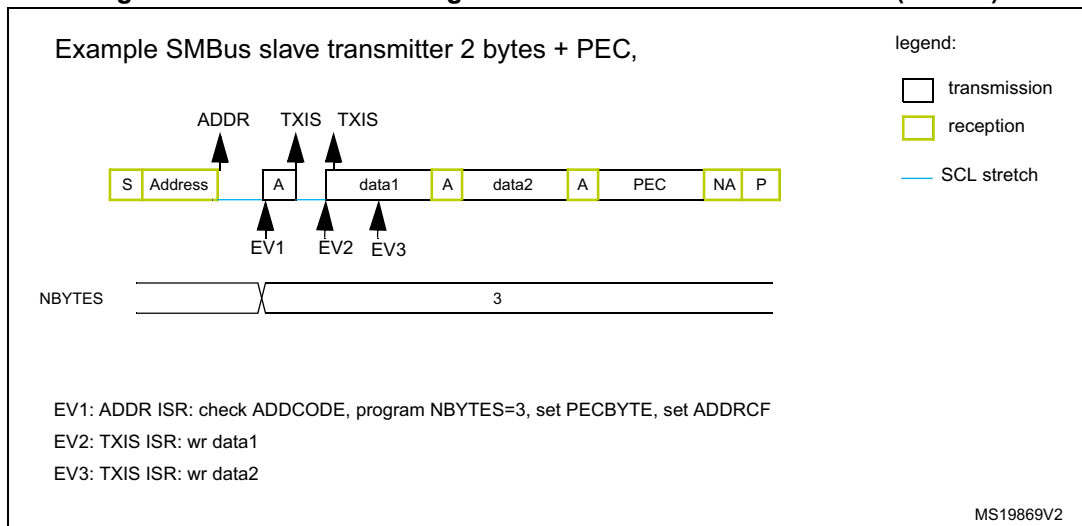 Example SMBus slave transmitter 2 bytes + PEC,
legend:
transmission
reception
SCL stretch
ADDR TXIS TXIS
S Address A data1 A data2 A PEC NA P
EV1 EV2 EV3
NBYTES 3
EV1: ADDR ISR: check ADDCODE, program NBYTES=3, set PECBYTE, set ADDRCF
EV2: TXIS ISR: wr data1
EV3: TXIS ISR: wr data2
MS19869V2